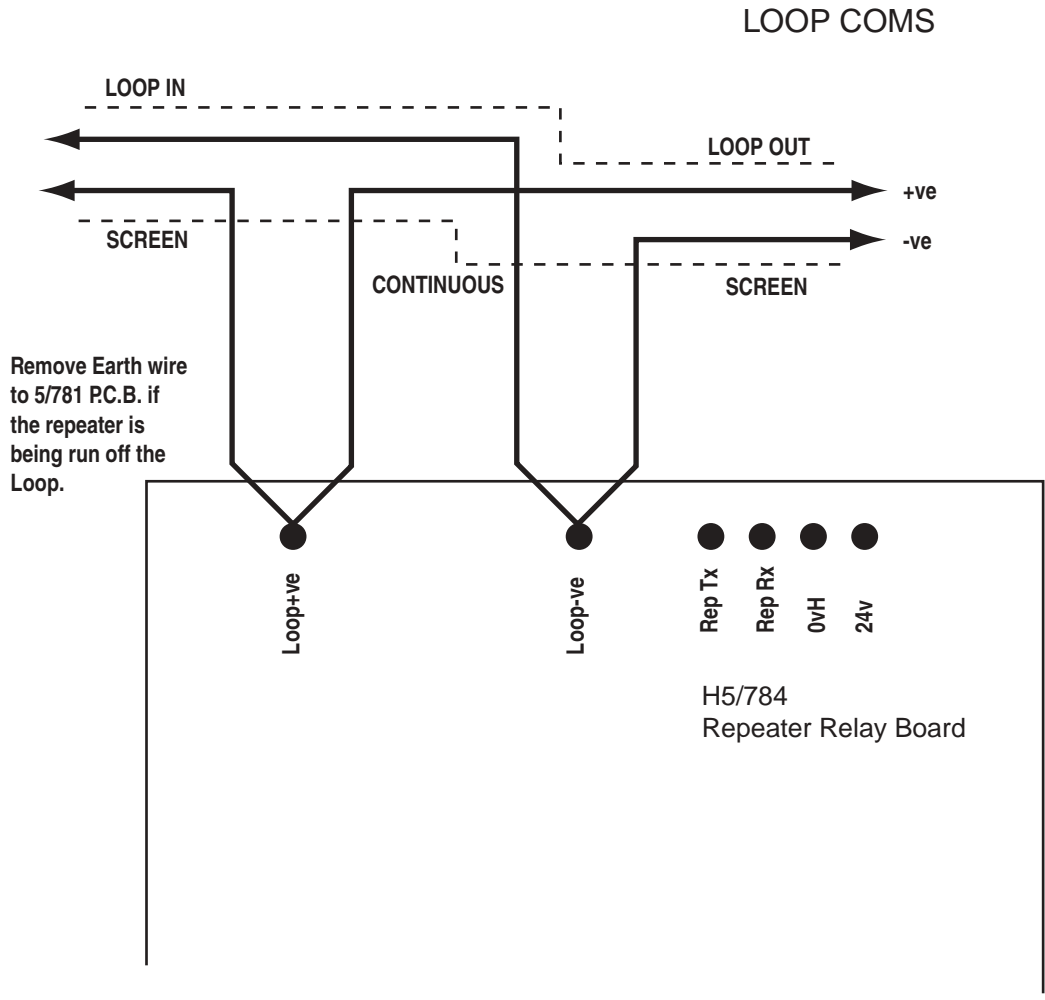 LOOP COMS
LOOP IN
LOOP OUT
+ve
-ve
SCREEN
CONTINUOUS
SCREEN
Remove Earth wire
to 5/781 P.C.B. if
the repeater is
being run off the
Loop.
Loop+ve
Loop-ve
Rep Tx
Rep Rx
0vH
24v
H5/784
Repeater Relay Board